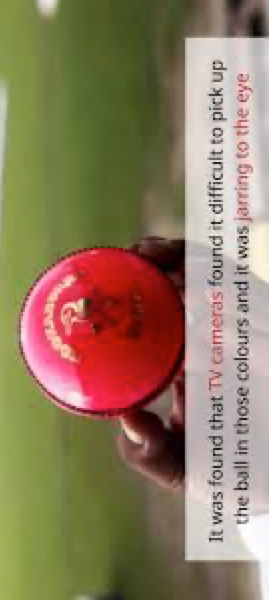 It was found that TV cameras found it difficult to pick up
the ball in those colours and it was jarring to the eye